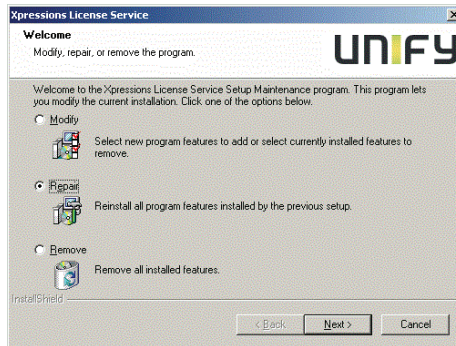 Xpressions License Service
Welcome
Modify, repair, or remove the program.
UNIFY
Welcome to the Xpressions License Service Setup Maintenance program. This program lets
you modify the current installation. Click one of the options below.
Modify
Select new program features to add or select currently installed features to
remove.
Repair
Reinstall all program features installed by the previous setup.
Remove
Remove all installed features.
InstallShield
< Back
Next >
Cancel